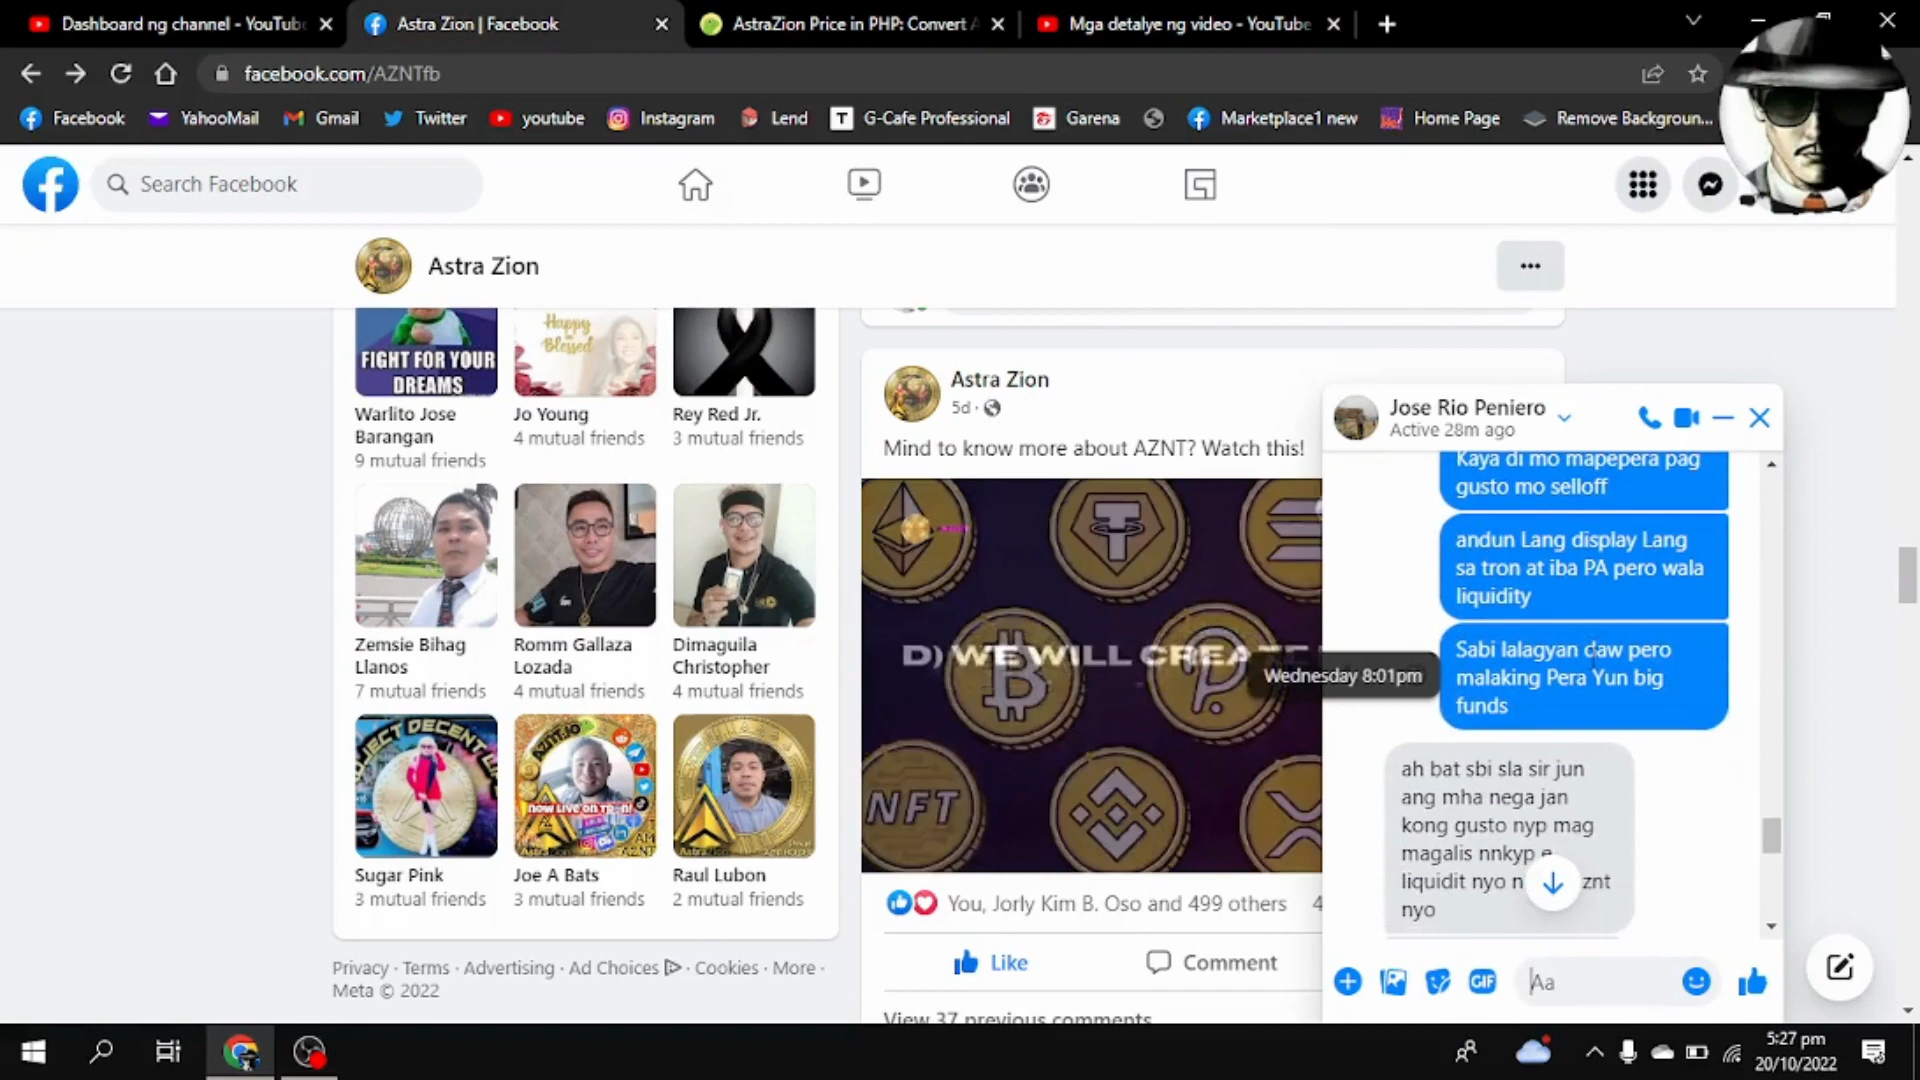 Dashboard ng channel - YouTub
Astra Zion | Facebook
AstraZion Price in PHP: Convert A
Mga detalye ng video - YouTube
facebook.com/AZNTfb
Facebook
YahooMail
Gmail
Twitter
youtube
Instagram
Lend
G-Cafe Professional
Garena
Marketplace1 new
Home Page
Remove Backgroun...
Search Facebook
Astra Zion
FIGHT FOR YOUR
DREAMS
Happy
Blessed
Warlito Jose
Barangan
9 mutual friends
Jo Young
4 mutual friends
Rey Red Jr.
3 mutual friends
Zemsie Bihag
Llanos
7 mutual friends
Romm Gallaza
Lozada
4 mutual friends
Dimaguila
Christopher
4 mutual friends
NOW LIVE ON TRON!
Sugar Pink
3 mutual friends
Joe A Bats
3 mutual friends
Raul Lubon
2 mutual friends
Privacy · Terms · Advertising · Ad Choices · Cookies · More ·
Meta © 2022
Astra Zion
5d ·
Mind to know more about AZNT? Watch this!
D) WE WILL CREATE
NFT
You, Jorly Kim B. Oso and 499 others
4
Like
Comment
View 37 previous comments
Jose Rio Peniero
Active 28m ago
Kaya di mo mapepera pag
gusto mo selloff
andun Lang display Lang
sa tron at iba PA pero wala
liquidity
Wednesday 8:01pm
Sabi lalagyan daw pero
malaking Pera Yun big
funds
ah bat sbi sla sir jun
ang mha nega jan
kong gusto nyp mag
magalis nnkyp e
liquidit nyo n znt
nyo
GIF
Aa
5:27 pm
20/10/2022